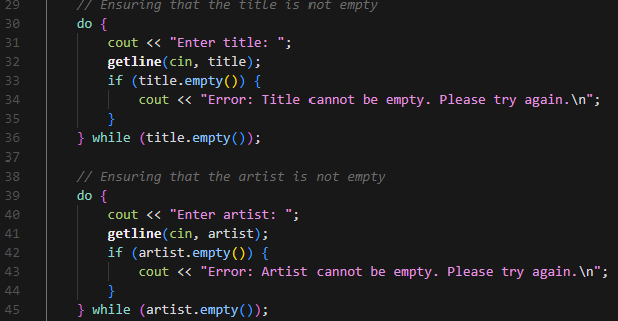 29 // Ensuring that the title is not empty
30 do {
31 cout << "Enter title: ";
32 getline(cin, title);
33 if (title.empty()) {
34 cout << "Error: Title cannot be empty. Please try again.\n";
35 }
36 } while (title.empty());
37
38 // Ensuring that the artist is not empty
39 do {
40 cout << "Enter artist: ";
41 getline(cin, artist);
42 if (artist.empty()) {
43 cout << "Error: Artist cannot be empty. Please try again.\n";
44 }
45 } while (artist.empty());